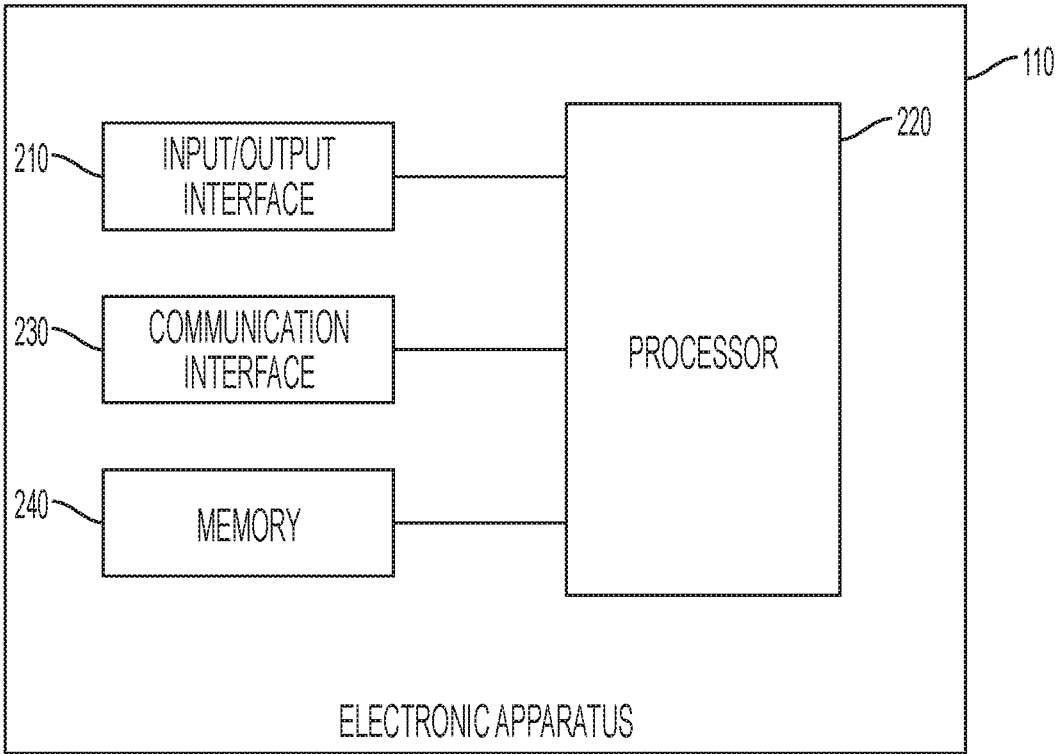 110
220
210
INPUT/OUTPUT
INTERFACE
230
COMMUNICATION
INTERFACE
PROCESSOR
240
MEMORY
ELECTRONIC APPARATUS